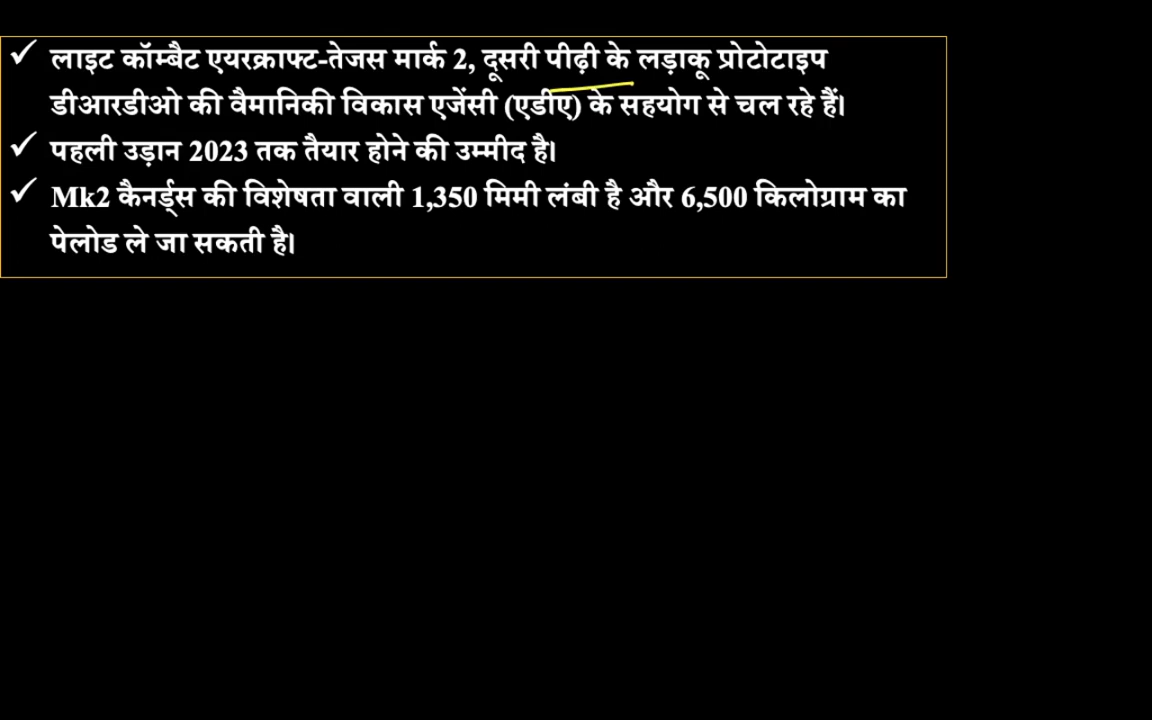 ✓ लाइट कॉम्बैट एयरक्राफ्ट-तेजस मार्क 2, दूसरी पीढ़ी के लड़ाकू प्रोटोटाइप
डीआरडीओ की वैमानिकी विकास एजेंसी (एडीए) के सहयोग से चल रहे हैं।
✓ पहली उड़ान 2023 तक तैयार होने की उम्मीद है।
✓ Mk2 कैनर्ड्स की विशेषता वाली 1,350 मिमी लंबी है और 6,500 किलोग्राम का
पेलोड ले जा सकती है।